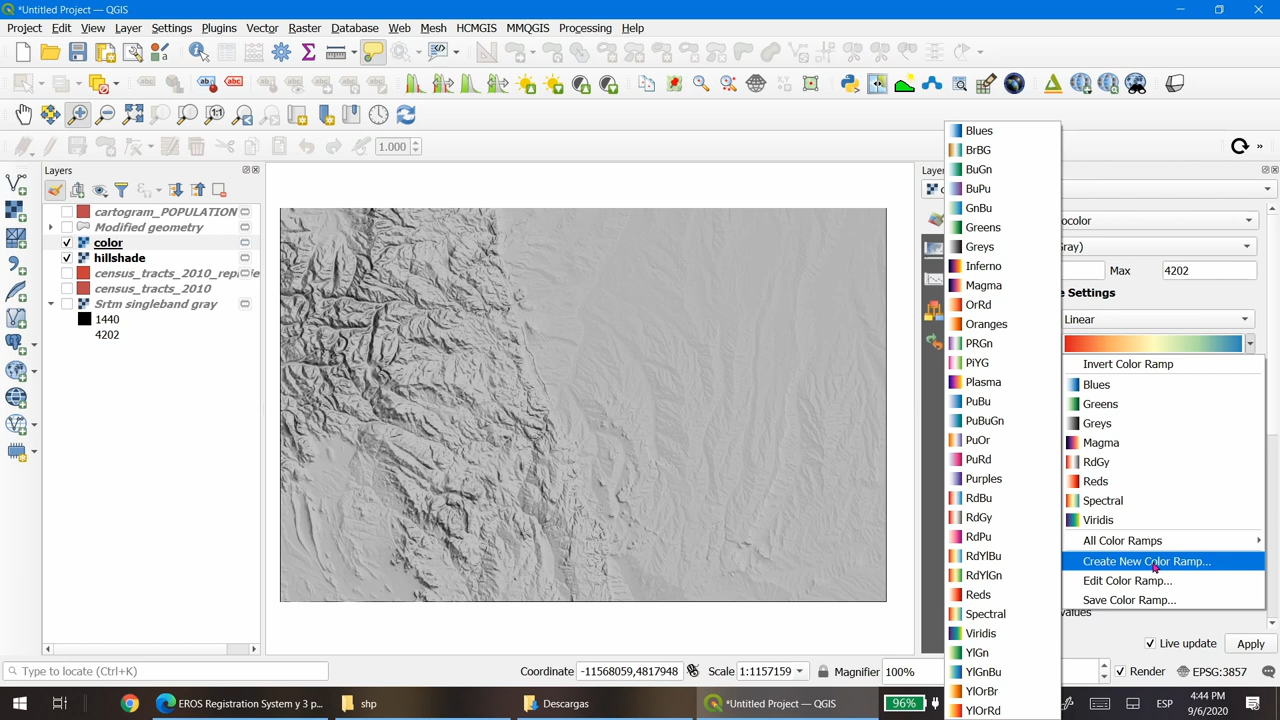 *Untitled Project — QGIS
Project Edit View Layer Settings Plugins Vector Raster Database Web Mesh HCMGIS MMQGIS Processing Help
1.000
Layers
cartogram_POPULATION
Modified geometry
color
hillshade
census_tracts_2010
Srtm singleband gray
1440
4202
Blues
BrBG
BuGn
BuPu
GnBu
Greens
Greys
Inferno
Magma
OrRd
Oranges
PRGn
PiYG
Plasma
PuBu
PuBuGn
PuOr
PuRd
Purples
RdBu
RdGy
RdPu
RdYlBu
RdYlGn
Reds
Spectral
Viridis
YlGn
YlGnBu
YlOrBr
YlOrRd
Max 4202
Settings
Linear
Invert Color Ramp
Blues
Greens
Greys
Magma
RdGy
Reds
Spectral
Viridis
All Color Ramps
Create New Color Ramp...
Edit Color Ramp...
Save Color Ramp...
Live update Apply
Type to locate (Ctrl+K) Coordinate -11568059,4817948 Scale 1:1157159 Magnifier 100% Render EPSG:3857
EROS Registration System y 3 p... shp Descargas *Untitled Project — QGIS 96% ESP 4:44 PM
9/6/2020